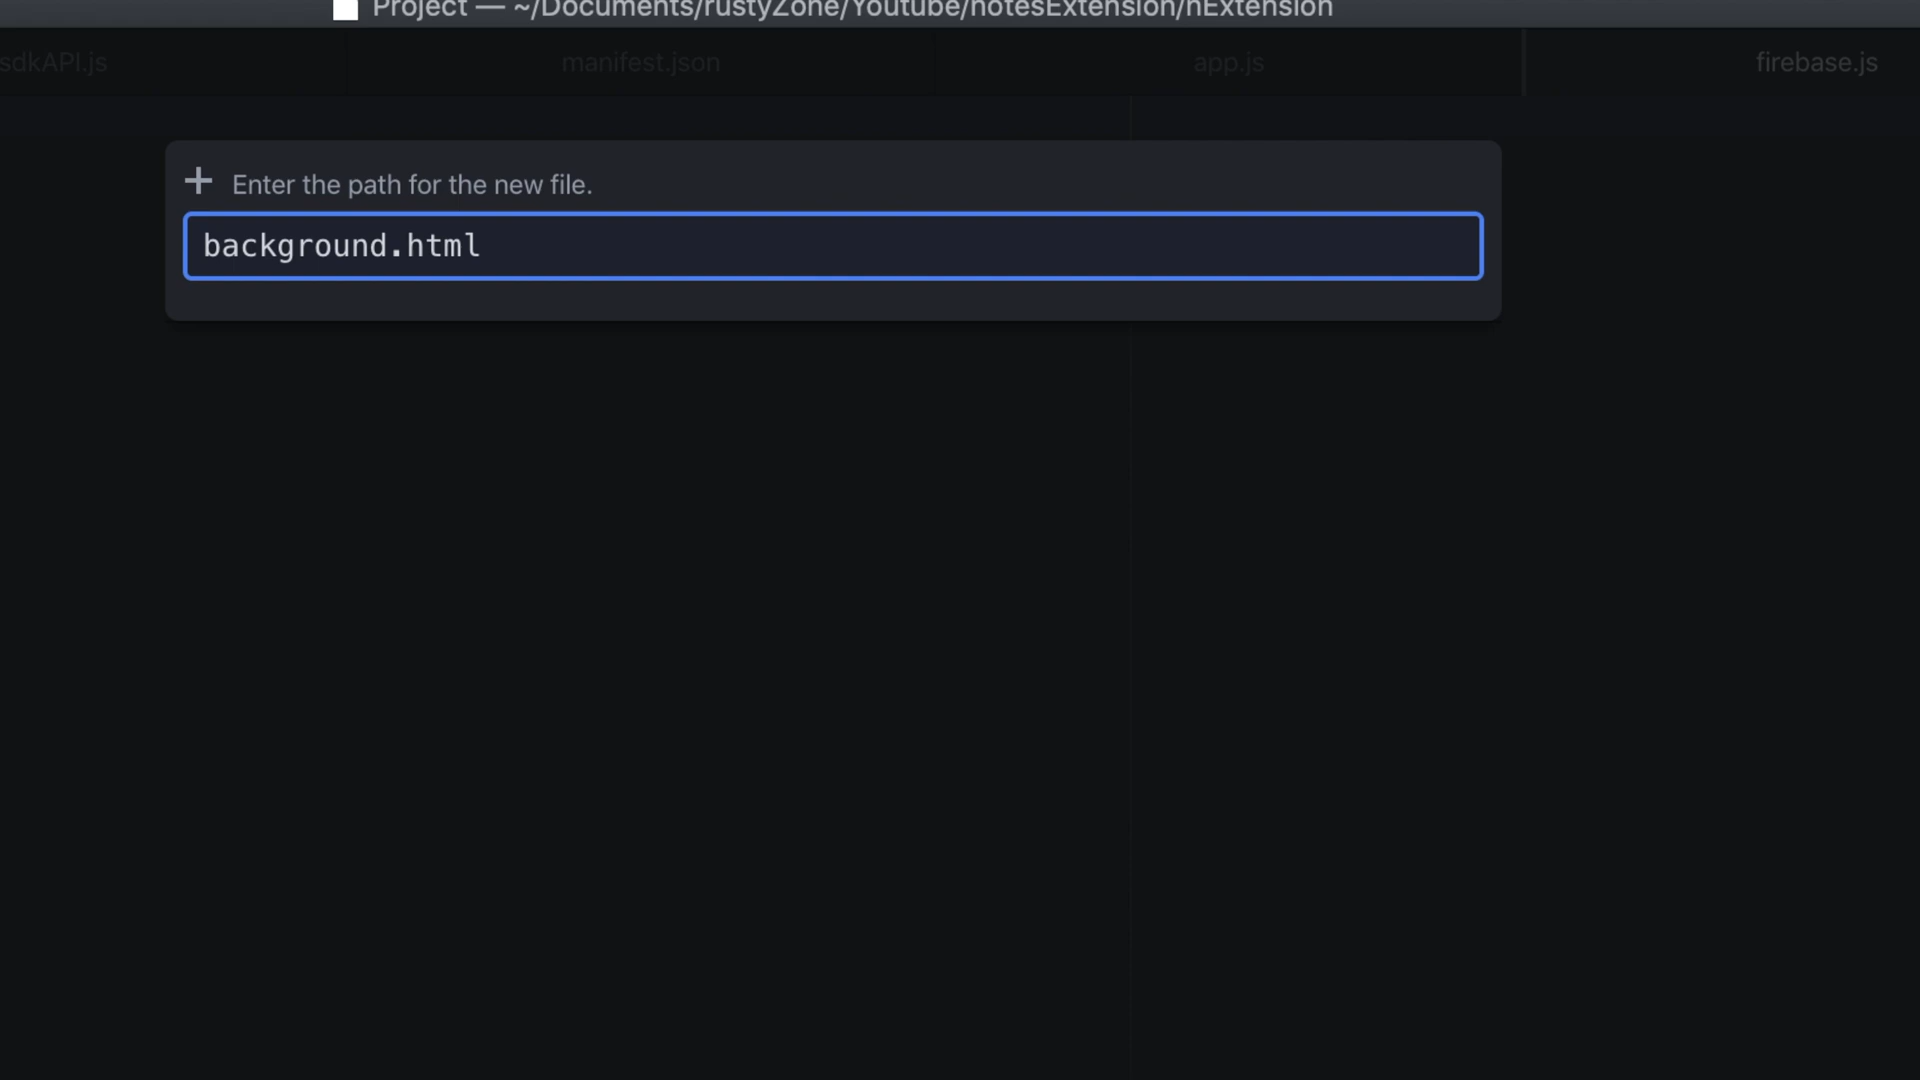 Project — ~/Documents/rustyZone/Youtube/notesExtension/nExtension
sdkAPI.js manifest.json app.js firebase.js
Enter the path for the new file.
background.html